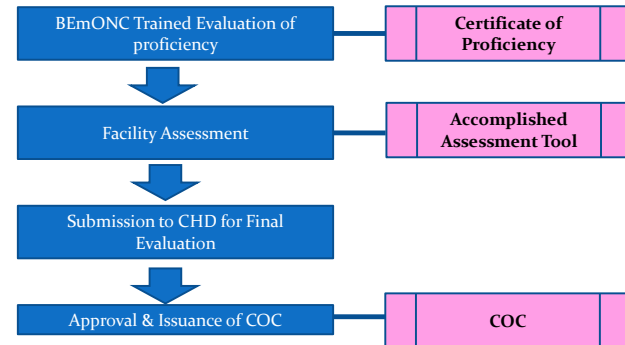 BEmONC Trained Evaluation of
proficiency
Certificate of
Proficiency
Facility Assessment
Accomplished
Assessment Tool
Submission to CHD for Final
Evaluation
Approval & Issuance of COC
COC